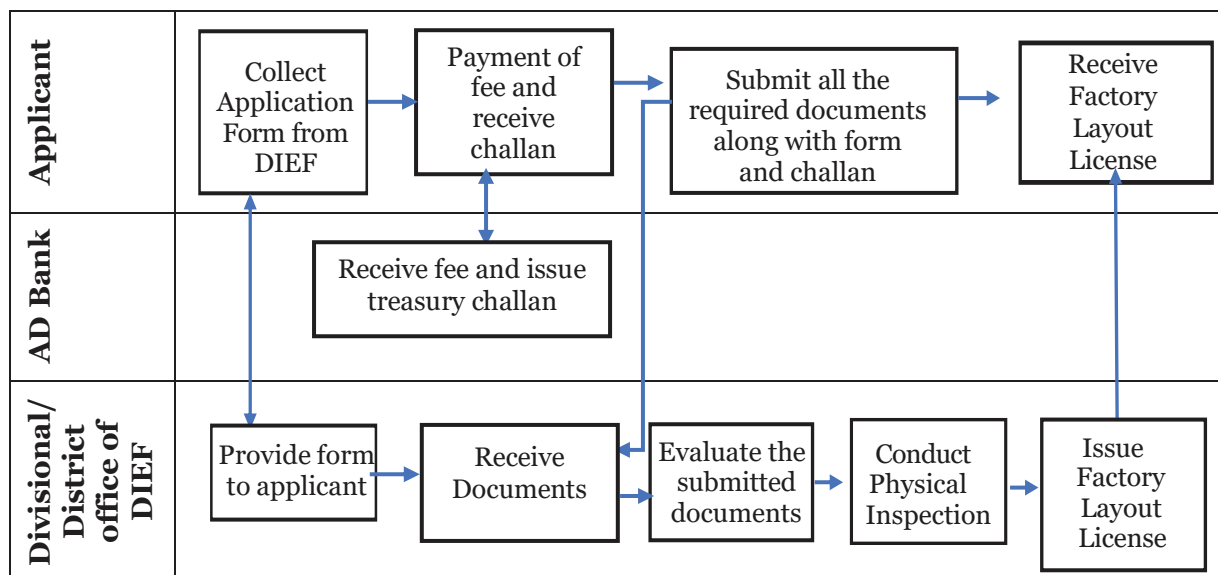 Applicant
Collect
Application
Form from
DIEF
Payment of
fee and
receive
challan
Submit all the
required documents
along with form
and challan
Receive
Factory
Layout
License
AD Bank
Receive fee and issue
treasury challan
Divisional/
District
office of
DIEF
Provide form
to applicant
Receive
Documents
Evaluate the
submitted
documents
Conduct
Physical
Inspection
Issue
Factory
Layout
License